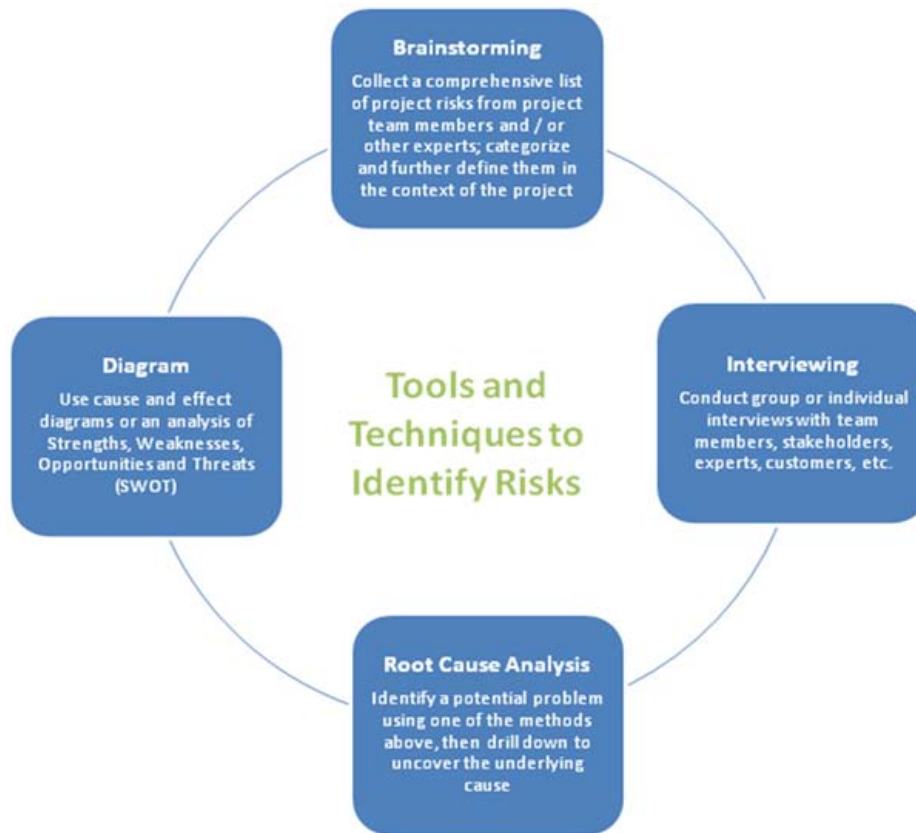 Brainstorming
Collect a comprehensive list
of project risks from project
team members and / or
other experts; categorize
and further define them in
the context of the project
Diagram
Use cause and effect
diagrams or an analysis of
Strengths, Weaknesses,
Opportunities and Threats
(SWOT)
Tools and
Techniques to
Identify Risks
Interviewing
Conduct group or individual
interviews with team
members, stakeholders,
experts, customers, etc.
Root Cause Analysis
Identify a potential problem
using one of the methods
above, then drill down to
uncover the underlying
cause